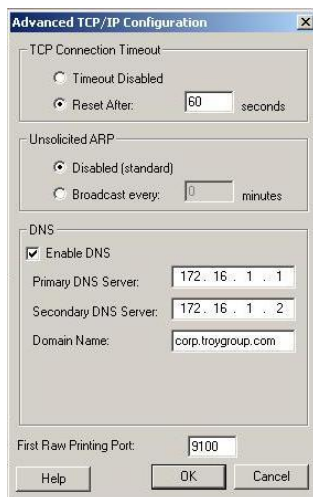 Advanced TCP/IP Configuration
TCP Connection Timeout
Timeout Disabled
Reset After: 60 seconds
Unsolicited ARP
Disabled (standard)
Broadcast every: 0 minutes
DNS
Enable DNS
Primary DNS Server: 172 . 16 . 1 . 1
Secondary DNS Server: 172 . 16 . 1 . 2
Domain Name: corp.troygroup.com
First Raw Printing Port: 9100
Help OK Cancel